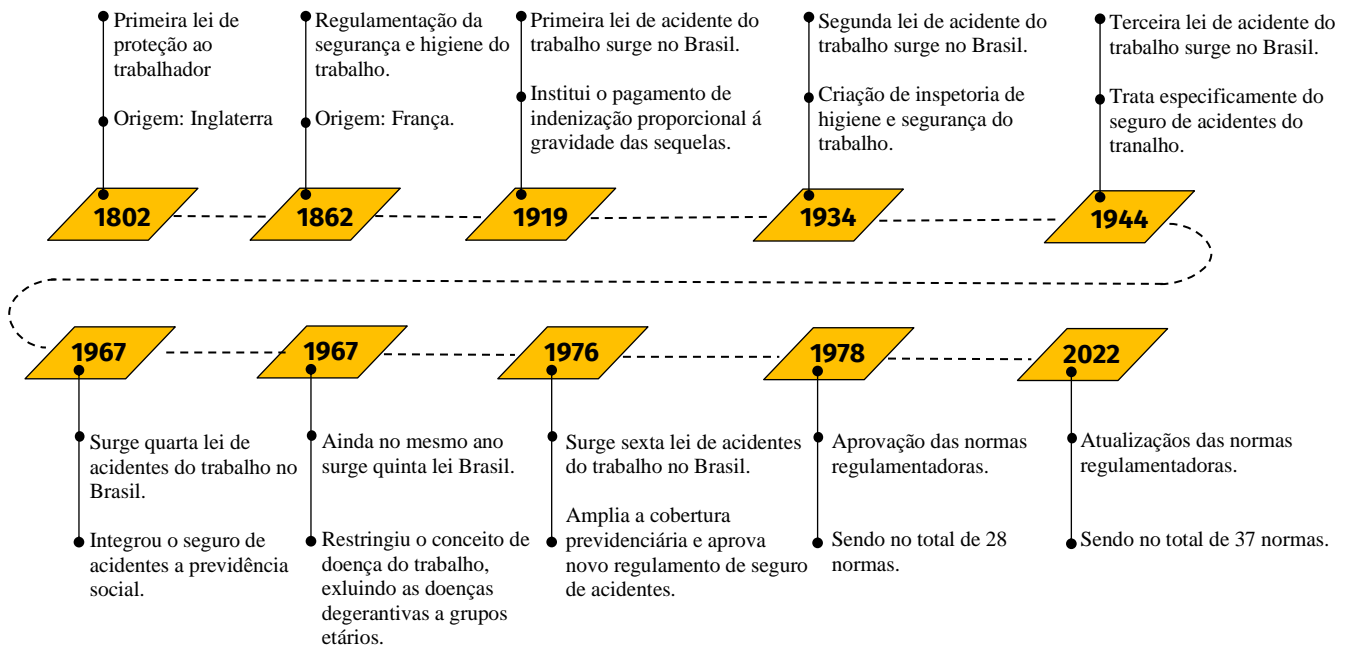 Primeira lei de
proteção ao
trabalhador
Origem: Inglaterra
1802
Regulamentação da
segurança e higiene do
trabalho.
Origem: França.
1862
Primeira lei de acidente do
trabalho surge no Brasil.
Institui o pagamento de
indenização proporcional á
gravidade das sequelas.
1919
Segunda lei de acidente do
trabalho surge no Brasil.
Criação de inspetoria de
higiene e segurança do
trabalho.
1934
Terceira lei de acidente do
trabalho surge no Brasil.
Trata especificamente do
seguro de acidentes do
tranalho.
1944
1967
Surge quarta lei de
acidentes do trabalho no
Brasil.
Integrou o seguro de
acidentes a previdência
social.
1967
Ainda no mesmo ano
surge quinta lei Brasil.
Restringiu o conceito de
doença do trabalho,
exluindo as doenças
degerantivas a grupos
etários.
1976
Surge sexta lei de acidentes
do trabalho no Brasil.
Amplia a cobertura
previdenciária e aprova
novo regulamento de seguro
de acidentes.
1978
Aprovação das normas
regulamentadoras.
Sendo no total de 28
normas.
2022
Atualizações das normas
regulamentadoras.
Sendo no total de 37 normas.